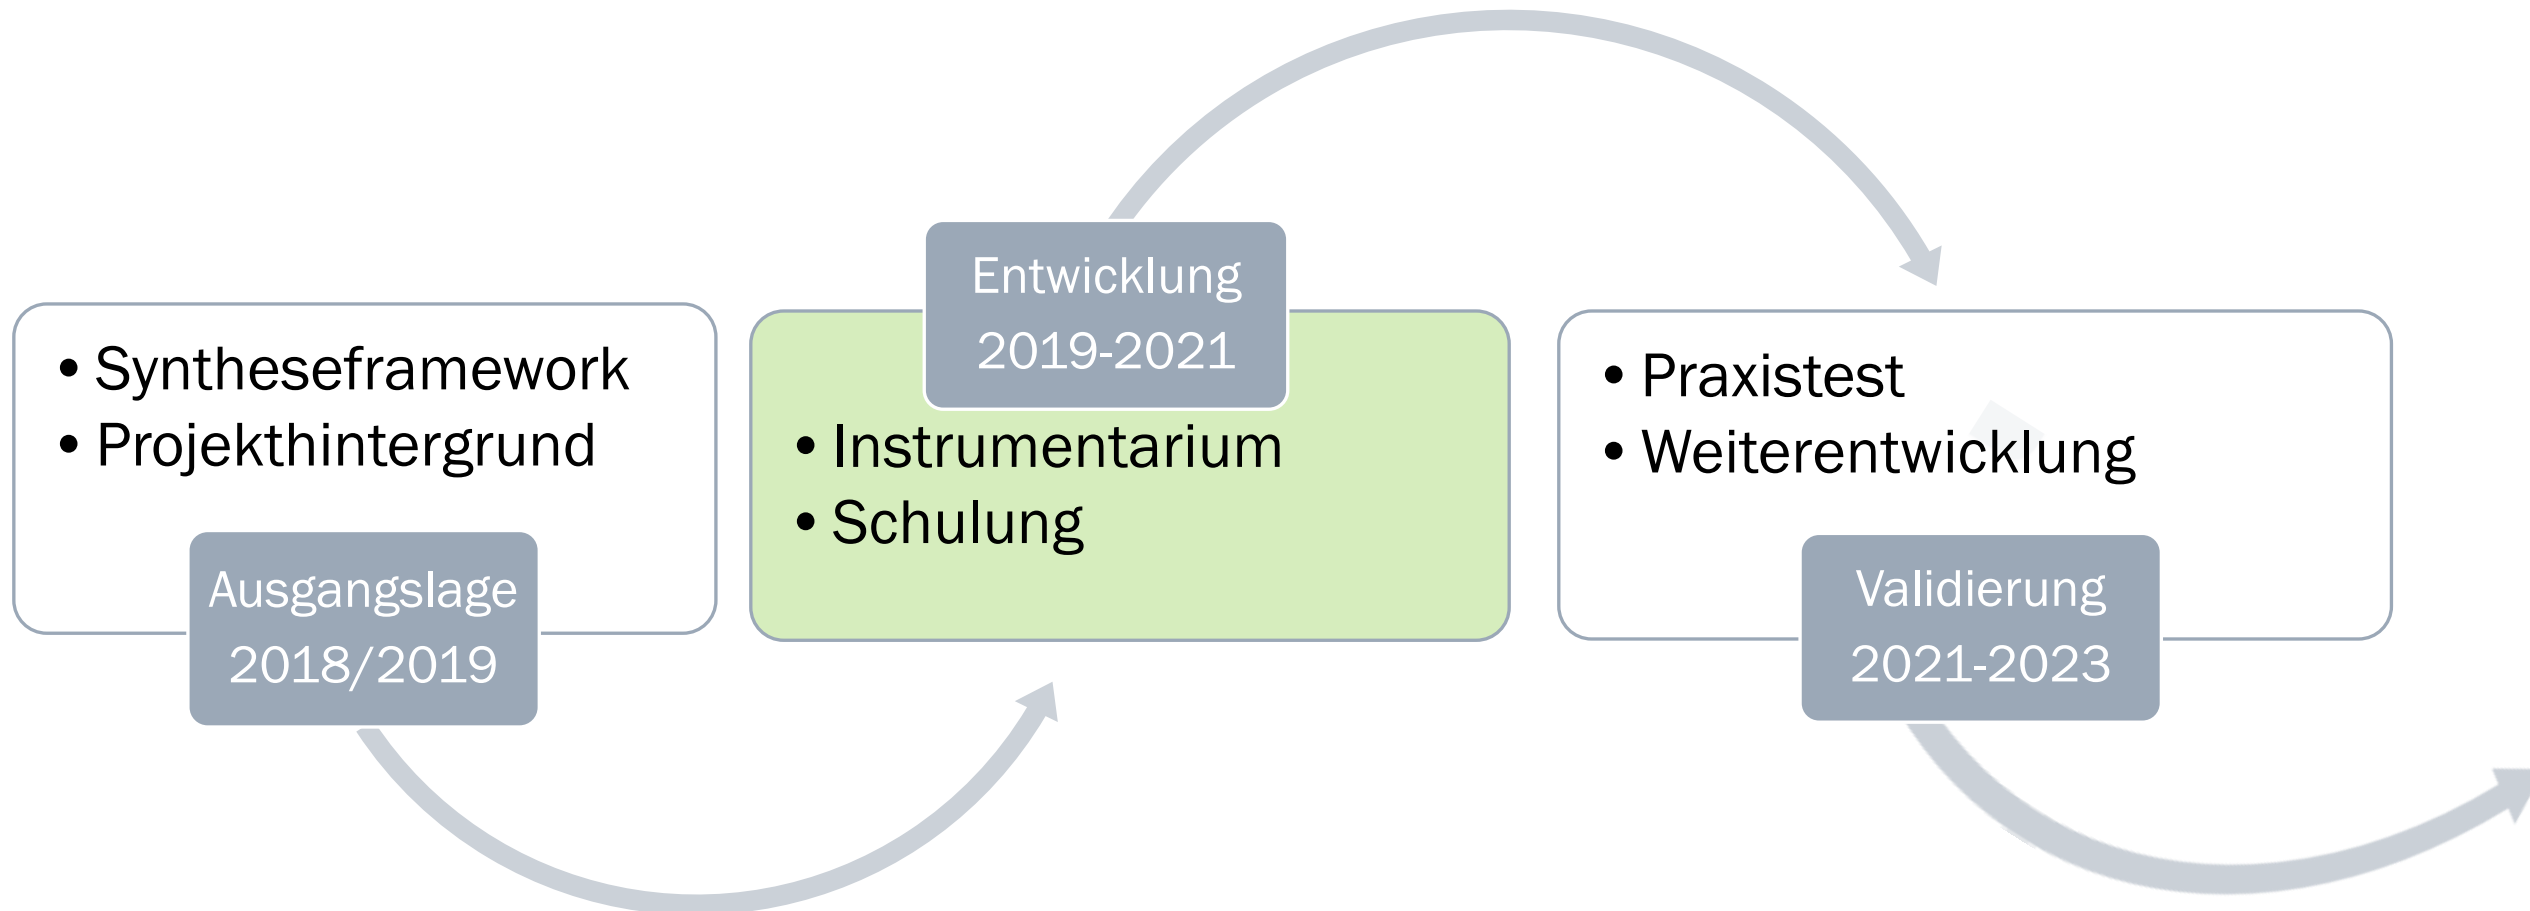 • Syntheseframework
• Projekthintergrund
Ausgangslage
2018/2019
Entwicklung
2019-2021
• Instrumentarium
• Schulung
• Praxistest
• Weiterentwicklung
Validierung
2021-2023